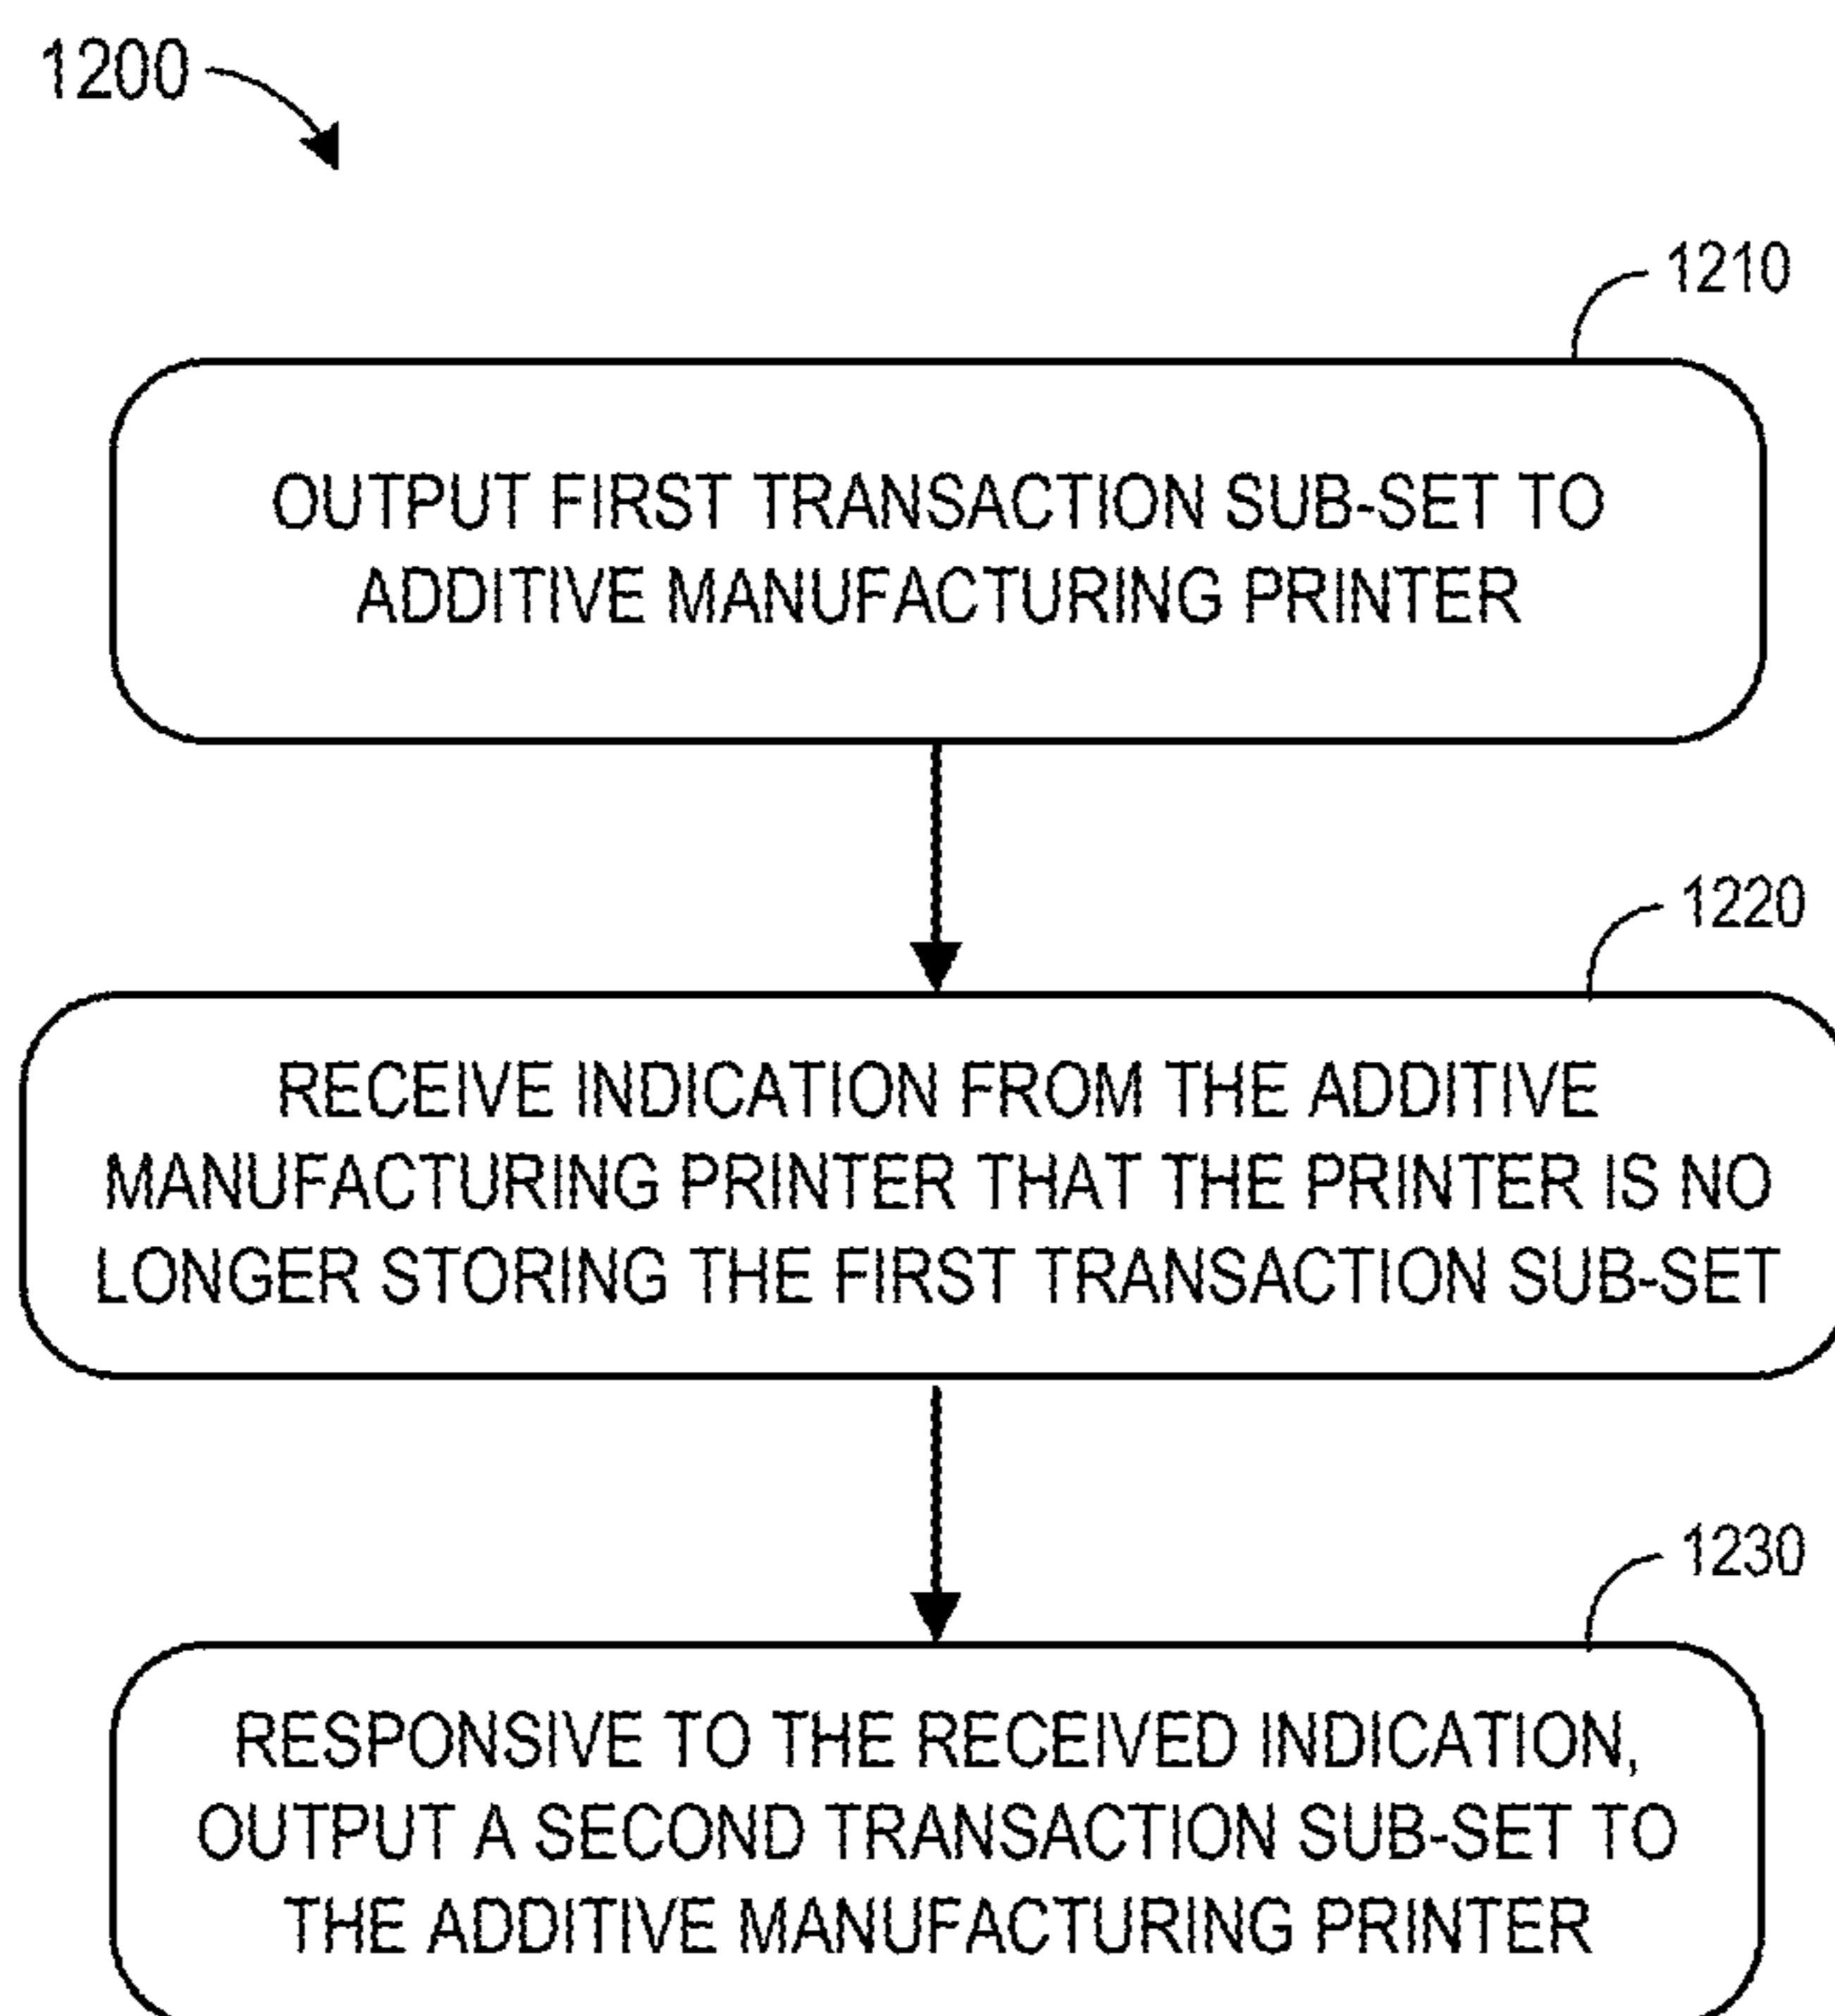 1200
1210
OUTPUT FIRST TRANSACTION SUB-SET TO
ADDITIVE MANUFACTURING PRINTER
1220
RECEIVE INDICATION FROM THE ADDITIVE
MANUFACTURING PRINTER THAT THE PRINTER IS NO
LONGER STORING THE FIRST TRANSACTION SUB-SET
1230
RESPONSIVE TO THE RECEIVED INDICATION,
OUTPUT A SECOND TRANSACTION SUB-SET TO
THE ADDITIVE MANUFACTURING PRINTER